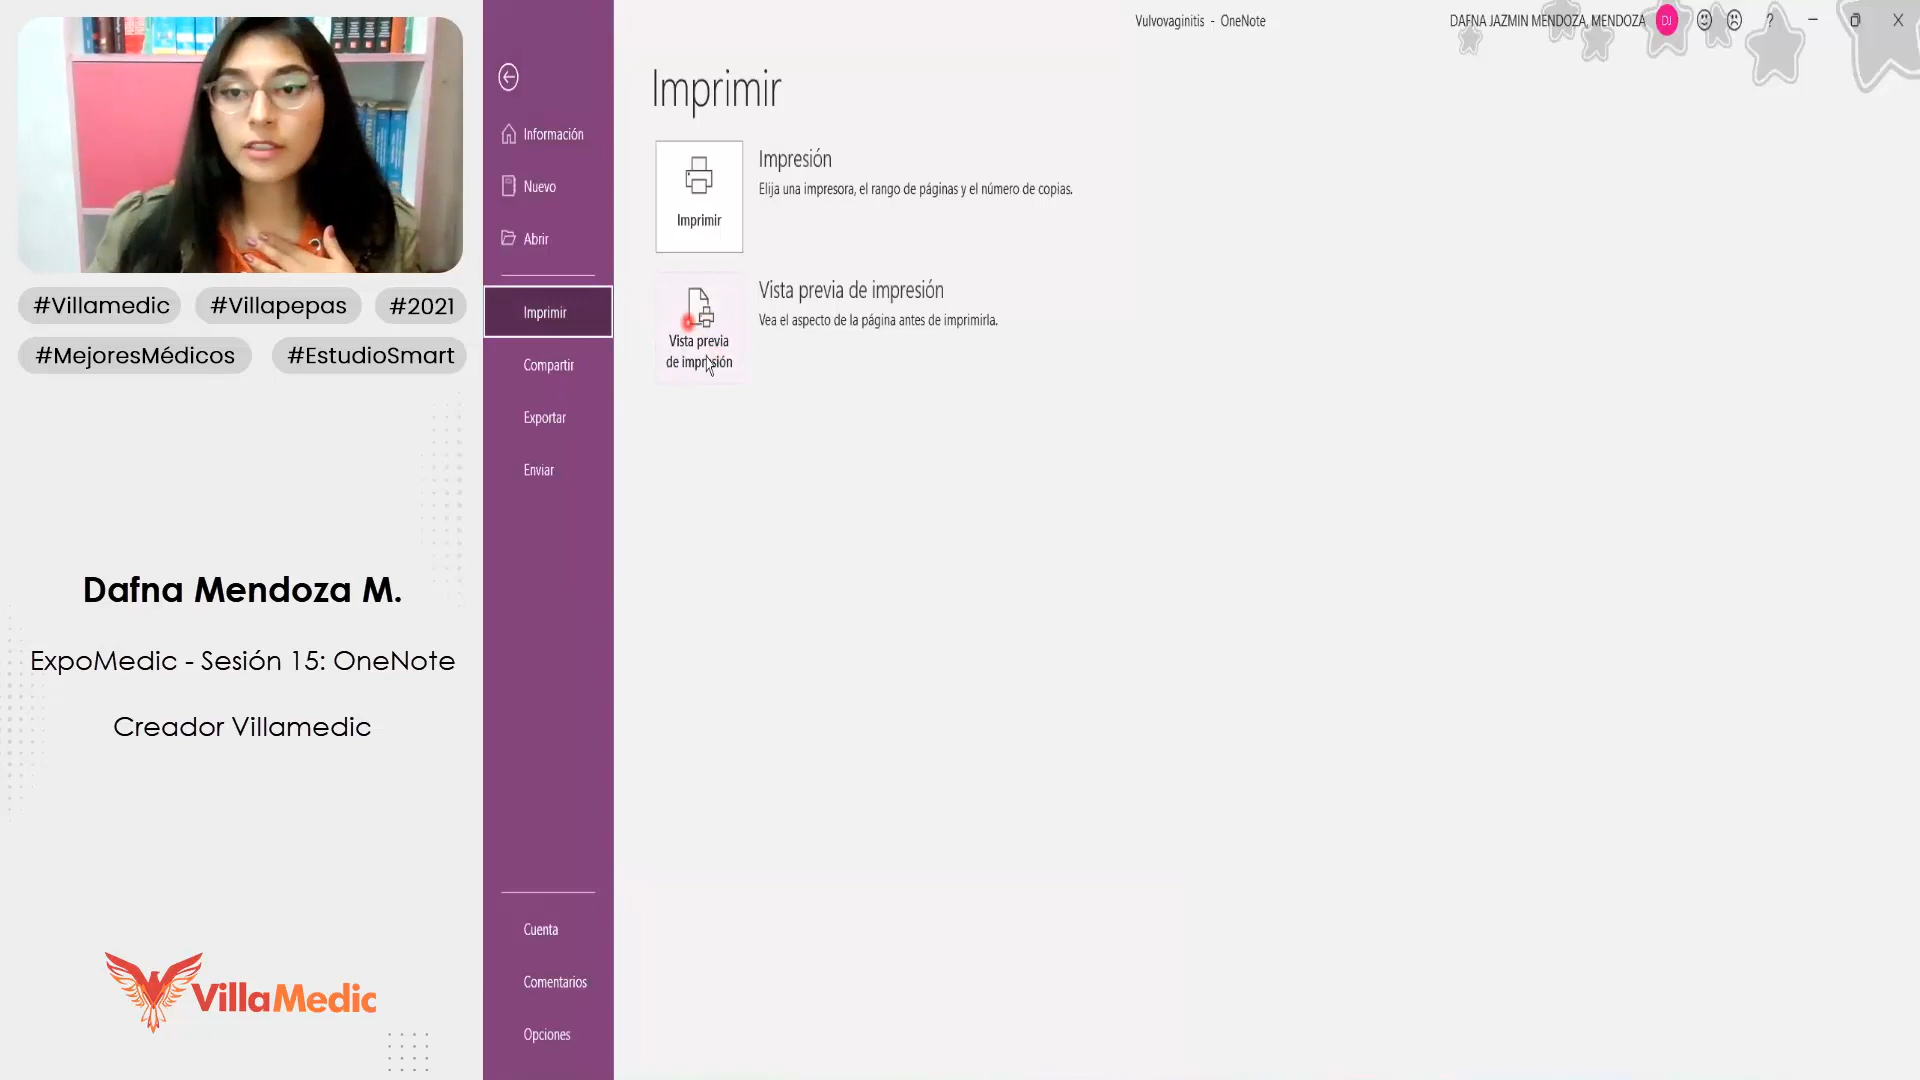 #Villamedic
#Villapepas
#2021
#MejoresMédicos
#EstudioSmart
Dafna Mendoza M.
ExpoMedic - Sesión 15: OneNote
Creador Villamedic
VillaMedic
Vulvovaginitis - OneNote
DAFNA JAZMIN MENDOZA, MENDOZA
DJ
?
Información
Nuevo
Abrir
Imprimir
Compartir
Exportar
Enviar
Cuenta
Comentarios
Opciones
Imprimir
Imprimir
Impresión
Elija una impresora, el rango de páginas y el número de copias.
Vista previa
de impresión
Vista previa de impresión
Vea el aspecto de la página antes de imprimirla.